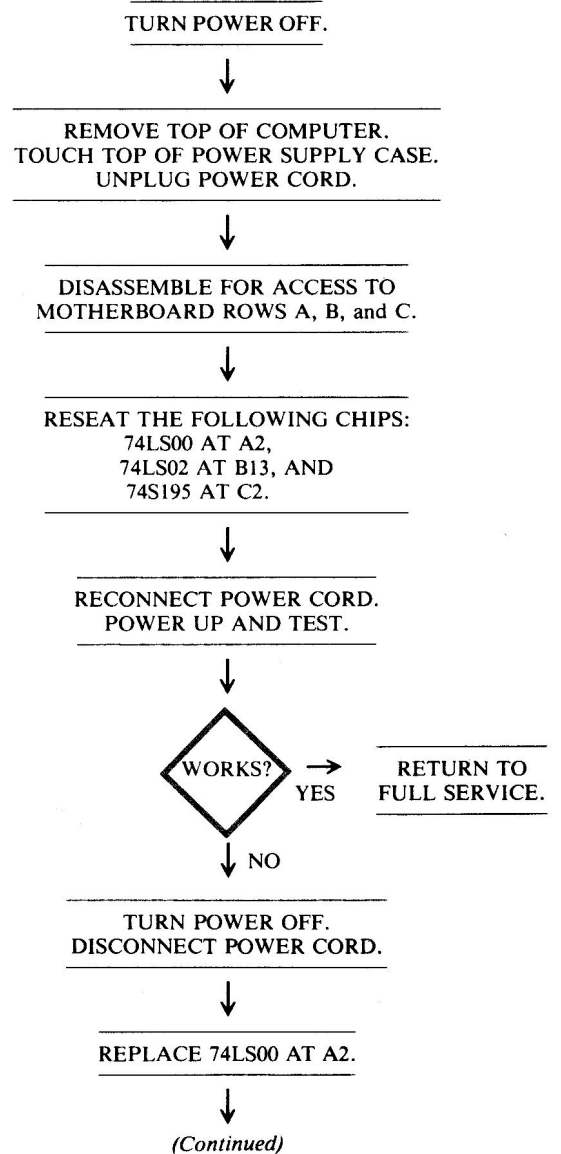 TURN POWER OFF.
REMOVE TOP OF COMPUTER.
TOUCH TOP OF POWER SUPPLY CASE.
UNPLUG POWER CORD.
DISASSEMBLE FOR ACCESS TO
MOTHERBOARD ROWS A, B, and C.
RESEAT THE FOLLOWING CHIPS:
74LS00 AT A2,
74LS02 AT B13, AND
74S195 AT C2.
RECONNECT POWER CORD.
POWER UP AND TEST.
WORKS?
YES
RETURN TO
FULL SERVICE.
NO
TURN POWER OFF.
DISCONNECT POWER CORD.
REPLACE 74LS00 AT A2.
(Continued)